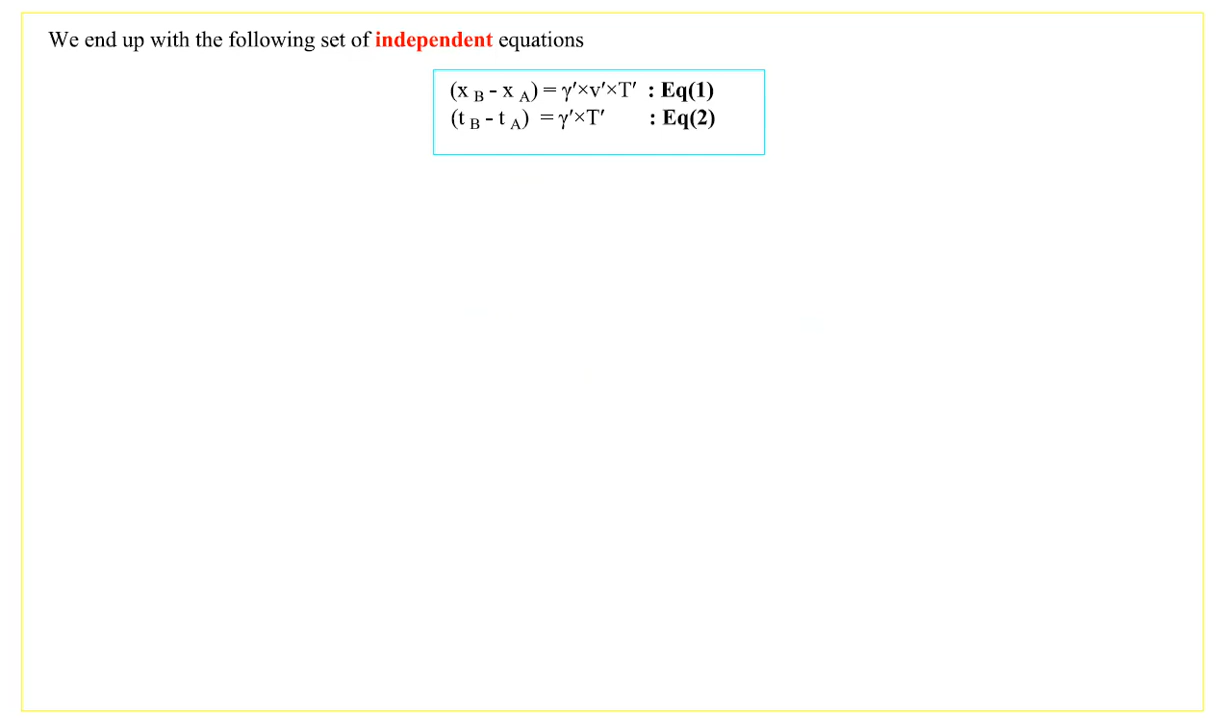 We end up with the following set of independent equations
(x B - x A) = γ′×v′×T′ : Eq(1)
(t B - t A) = γ′×T′ : Eq(2)